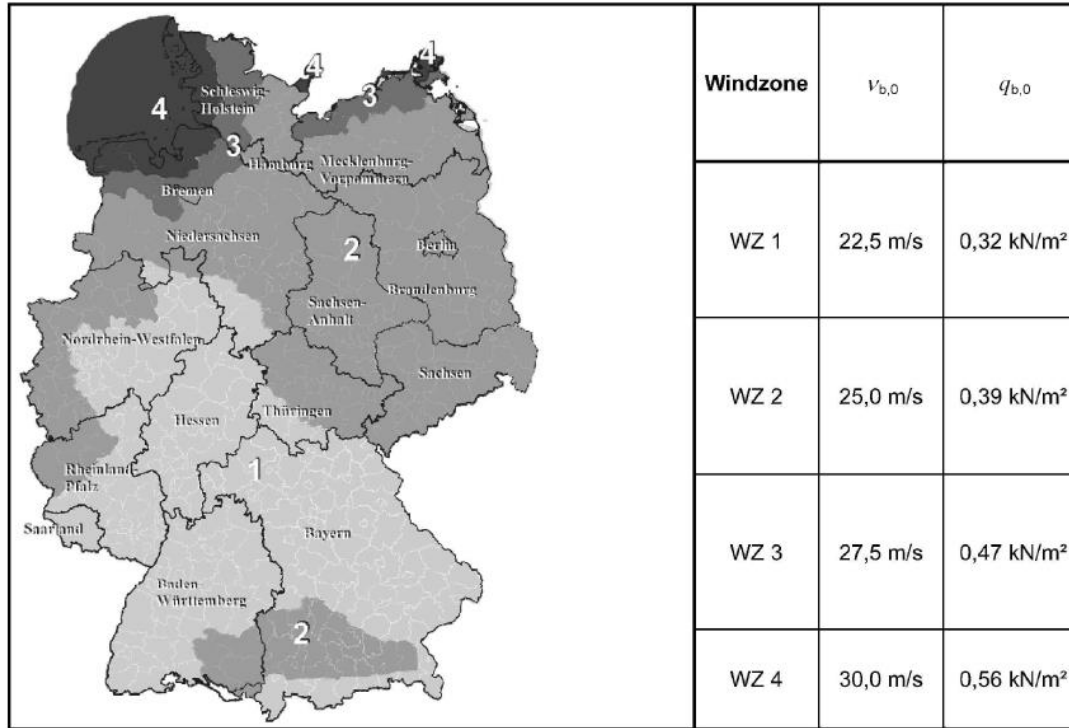 4
4
4
3
Schleswig-
Holstein
3
Hamburg
Mecklenburg-
Vorpommern
Bremen
Niedersachsen
2
Berlin
Brandenburg
Sachsen-
Anhalt
Nordrhein-Westfalen
Sachsen
Thüringen
Hessen
1
Rheinland-
Pfalz
Saarland
Bayern
Baden-
Württemberg
2
Windzone v_b,0 q_b,0
WZ 1 22,5 m/s 0,32 kN/m²
WZ 2 25,0 m/s 0,39 kN/m²
WZ 3 27,5 m/s 0,47 kN/m²
WZ 4 30,0 m/s 0,56 kN/m²